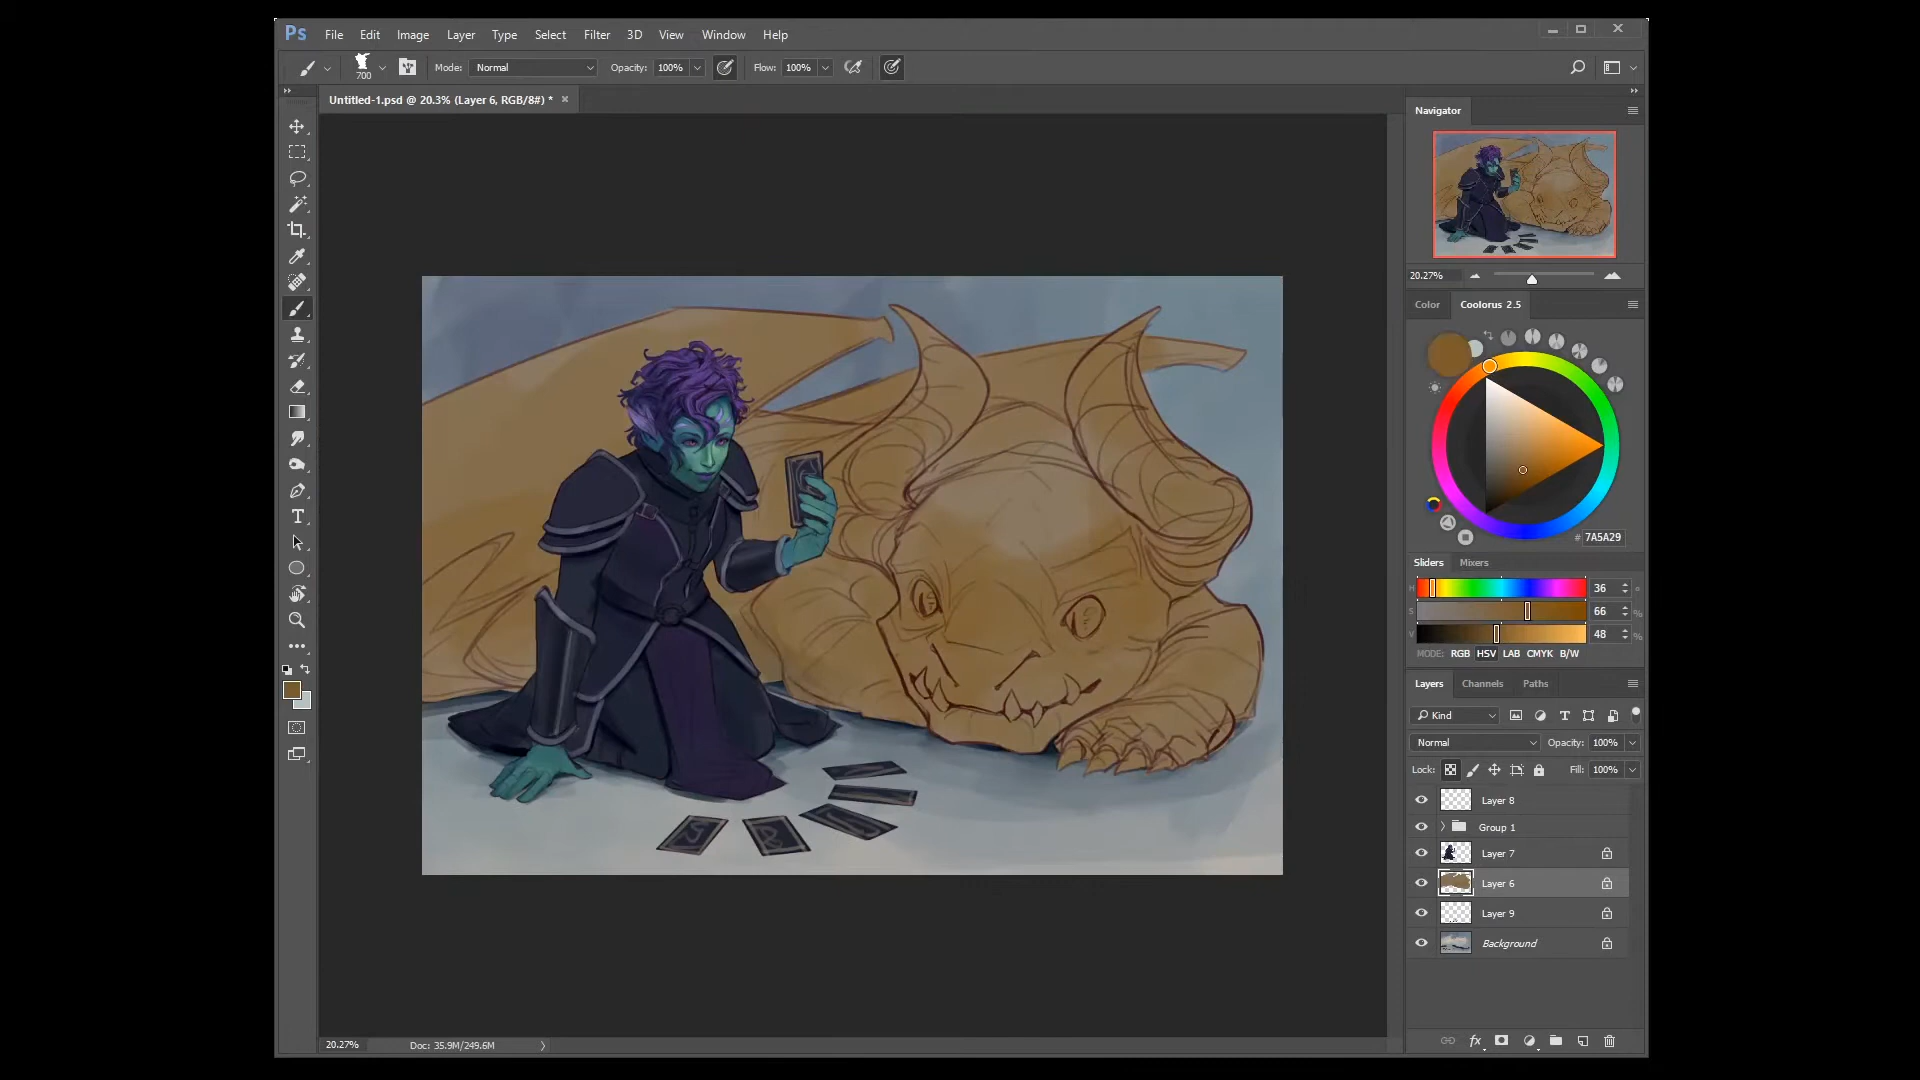 Ps File Edit Image Layer Type Select Filter 3D View Window Help
700 Mode: Normal Opacity: 100% Flow: 100%
Untitled-1.psd @ 20.3% (Layer 6, RGB/8#) *
Navigator
20.27%
Color Coolorus 2.5
# 7A5A29
Sliders Mixers
H 36 °
S 66 %
V 48 %
MODE: RGB HSV LAB CMYK B/W
Layers Channels Paths
Kind
Normal Opacity: 100%
Lock: Fill: 100%
Layer 8
Group 1
Layer 7
Layer 6
Layer 9
Background
fx
20.27% Doc: 35.9M/249.6M